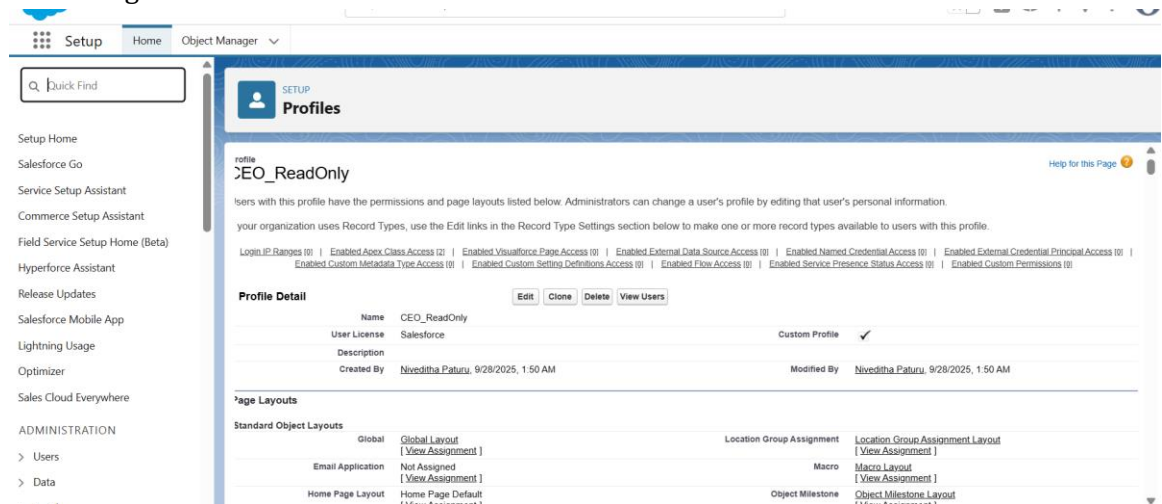 Setup Home Object Manager
Quick Find
Setup Home
Salesforce Go
Service Setup Assistant
Commerce Setup Assistant
Field Service Setup Home (Beta)
Hyperforce Assistant
Release Updates
Salesforce Mobile App
Lightning Usage
Optimizer
Sales Cloud Everywhere
ADMINISTRATION
> Users
> Data
SETUP
Profiles
rofile
CEO_ReadOnly
Help for this Page
sers with this profile have the permissions and page layouts listed below. Administrators can change a user's profile by editing that user's personal information.
your organization uses Record Types, use the Edit links in the Record Type Settings section below to make one or more record types available to users with this profile.
Login IP Ranges [0] | Enabled Apex Class Access [2] | Enabled Visualforce Page Access [0] | Enabled External Data Source Access [0] | Enabled Named Credential Access [0] | Enabled External Credential Principal Access [0] |
Enabled Custom Metadata Type Access [0] | Enabled Custom Setting Definitions Access [0] | Enabled Flow Access [0] | Enabled Service Presence Status Access [0] | Enabled Custom Permissions [0]
Profile Detail Edit Clone Delete View Users
Name CEO_ReadOnly
User License Salesforce Custom Profile ✓
Description
Created By Niveditha Paturu, 9/28/2025, 1:50 AM Modified By Niveditha Paturu, 9/28/2025, 1:50 AM
Page Layouts
Standard Object Layouts
Global Global Layout Location Group Assignment Location Group Assignment Layout
[ View Assignment ] [ View Assignment ]
Email Application Not Assigned Macro Macro Layout
[ View Assignment ] [ View Assignment ]
Home Page Layout Home Page Default Object Milestone Object Milestone Layout